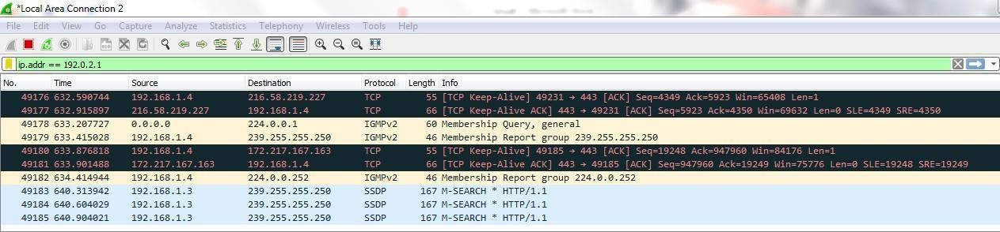 *Local Area Connection 2
File Edit View Go Capture Analyze Statistics Telephony Wireless Tools Help
ip.addr == 192.0.2.1
No. Time Source Destination Protocol Length Info
49176 632.590744 192.168.1.4 216.58.219.227 TCP 55 [TCP Keep-Alive] 49231 → 443 [ACK] Seq=4349 Ack=5923 Win=65408 Len=1
49177 632.915897 216.58.219.227 192.168.1.4 TCP 66 [TCP Keep-Alive ACK] 443 → 49231 [ACK] Seq=5923 Ack=4350 Win=69632 Len=0 SLE=4349 SRE=4350
49178 633.207727 0.0.0.0 224.0.0.1 IGMPv2 60 Membership Query, general
49179 633.415028 192.168.1.4 239.255.255.250 IGMPv2 46 Membership Report group 239.255.255.250
49180 633.876818 192.168.1.4 172.217.167.163 TCP 55 [TCP Keep-Alive] 49185 → 443 [ACK] Seq=19248 Ack=947960 Win=84176 Len=1
49181 633.901488 172.217.167.163 192.168.1.4 TCP 66 [TCP Keep-Alive ACK] 443 → 49185 [ACK] Seq=947960 Ack=19249 Win=75776 Len=0 SLE=19248 SRE=19249
49182 634.414944 192.168.1.4 224.0.0.252 IGMPv2 46 Membership Report group 224.0.0.252
49183 640.313942 192.168.1.3 239.255.255.250 SSDP 167 M-SEARCH * HTTP/1.1
49184 640.604029 192.168.1.3 239.255.255.250 SSDP 167 M-SEARCH * HTTP/1.1
49185 640.904021 192.168.1.3 239.255.255.250 SSDP 167 M-SEARCH * HTTP/1.1